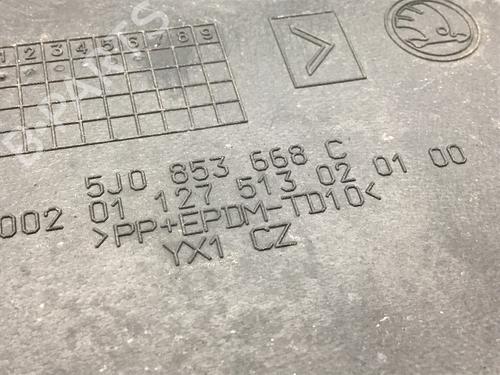 1 2 3 4 5 6 7 8 9
5J0 853 668 C
002 01 127 513 02 01 00
>PP+EPDM-TD10<
YX1 CZ
B-PARTS